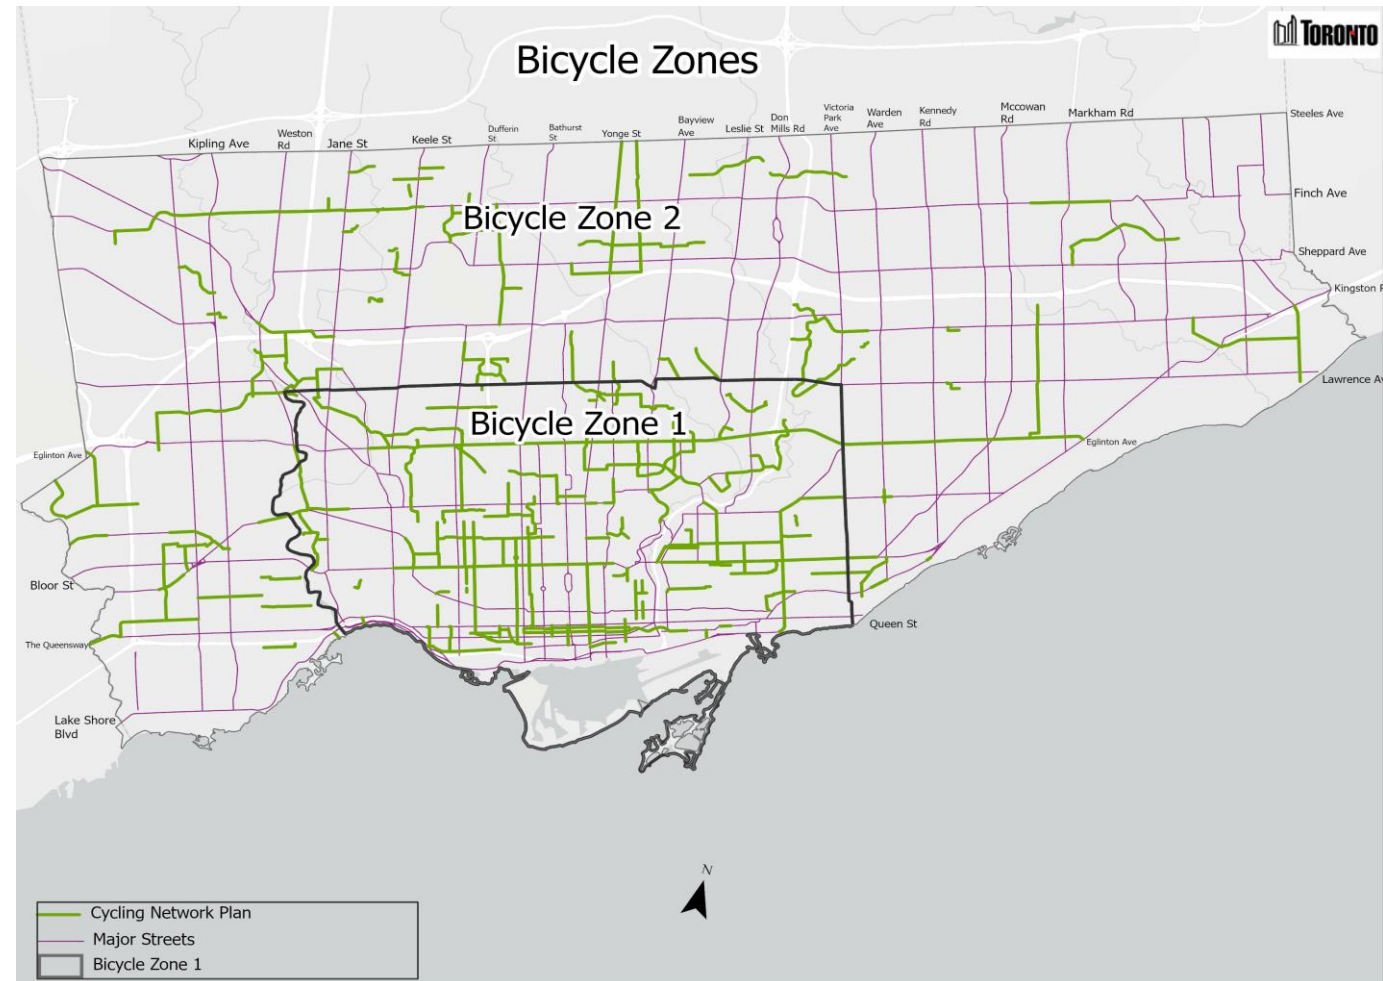 TORONTO
Bicycle Zones
Kipling Ave
Weston
Rd
Jane St
Keele St
Dufferin
St
Bathurst
St
Yonge St
Bayview
Ave
Leslie St
Don
Mills Rd
Victoria
Park
Ave
Warden
Ave
Kennedy
Rd
Mccowan
Rd
Markham Rd
Steeles Ave
Finch Ave
Bicycle Zone 2
Sheppard Ave
Kingston R
Lawrence Av
Bicycle Zone 1
Eglinton Ave
Eglinton Ave
Bloor St
Queen St
The Queensway
Lake Shore
Blvd
N
Cycling Network Plan
Major Streets
Bicycle Zone 1